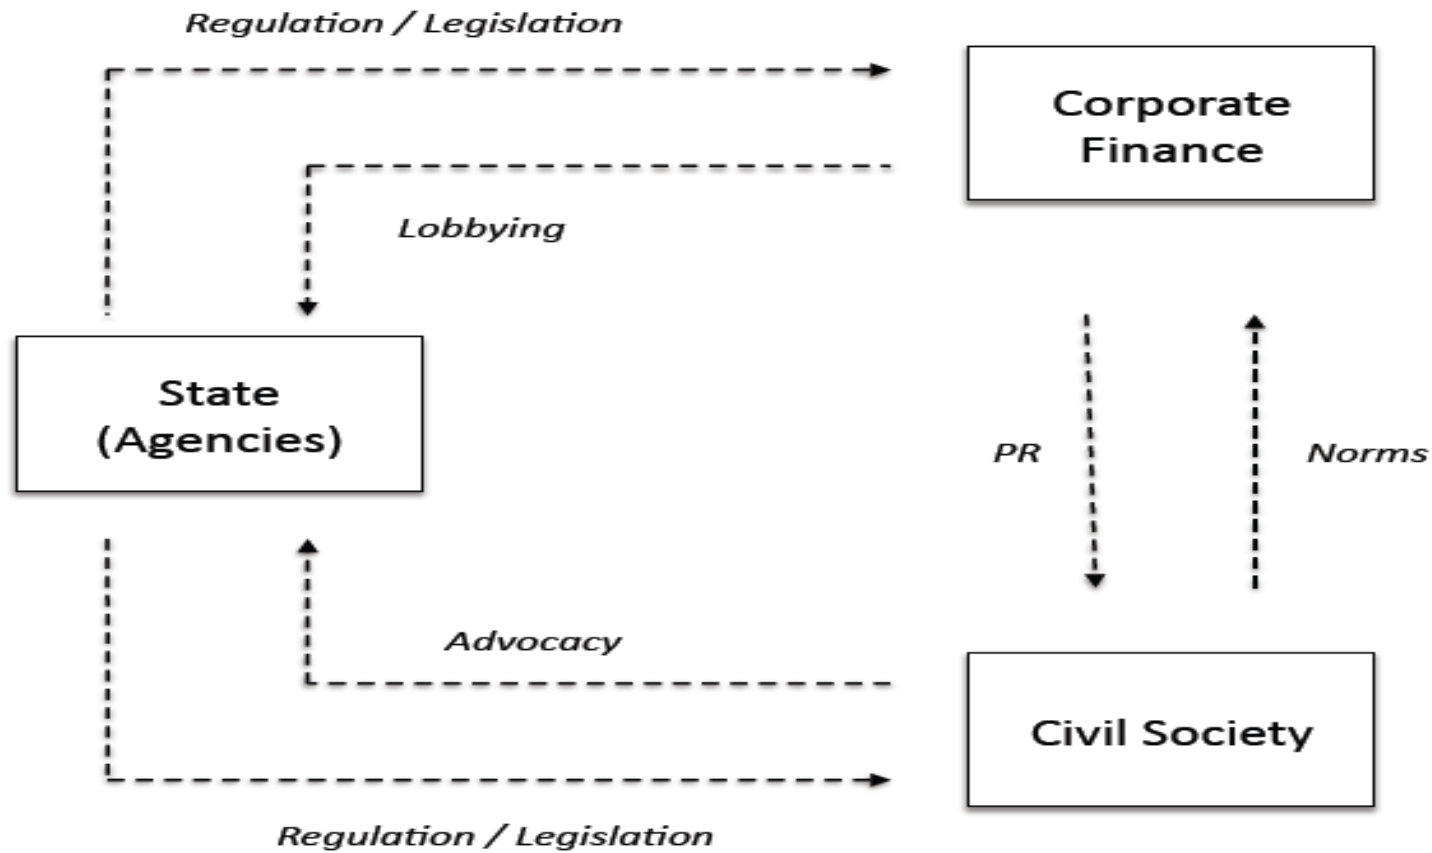 Regulation / Legislation
Corporate
Finance
Lobbying
State
(Agencies)
PR
Norms
Advocacy
Civil Society
Regulation / Legislation